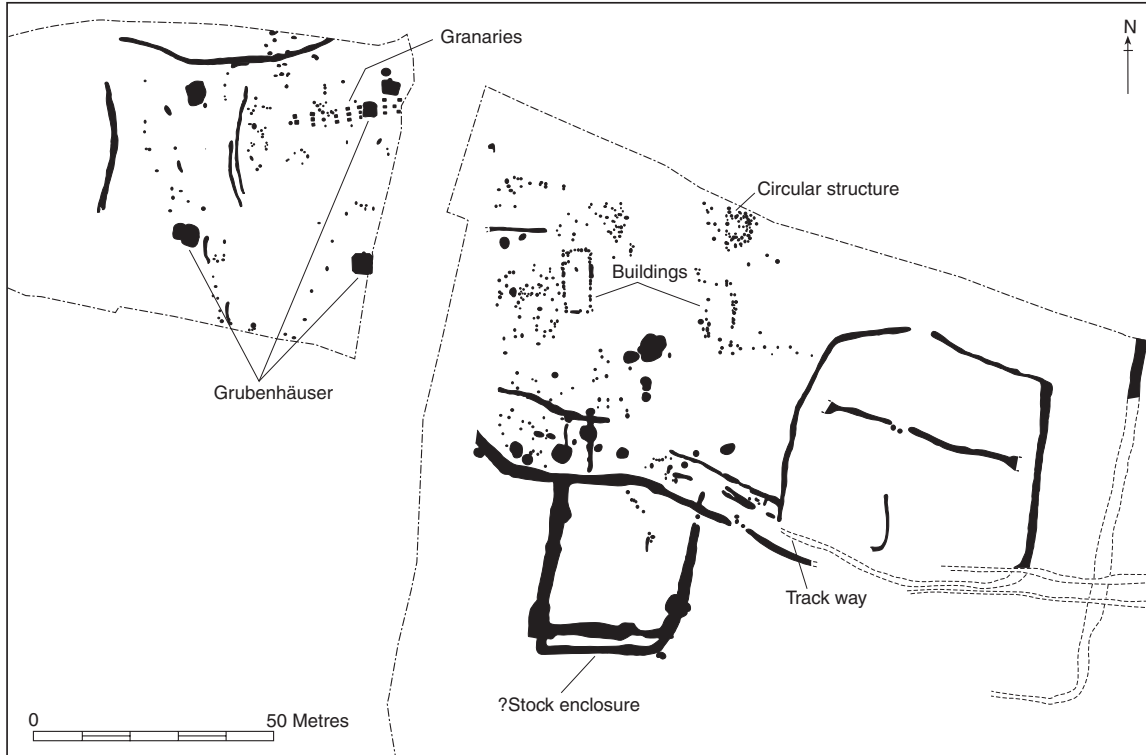 N
Granaries
Circular structure
Buildings
Grubenhäuser
Track way
?Stock enclosure
0 50 Metres